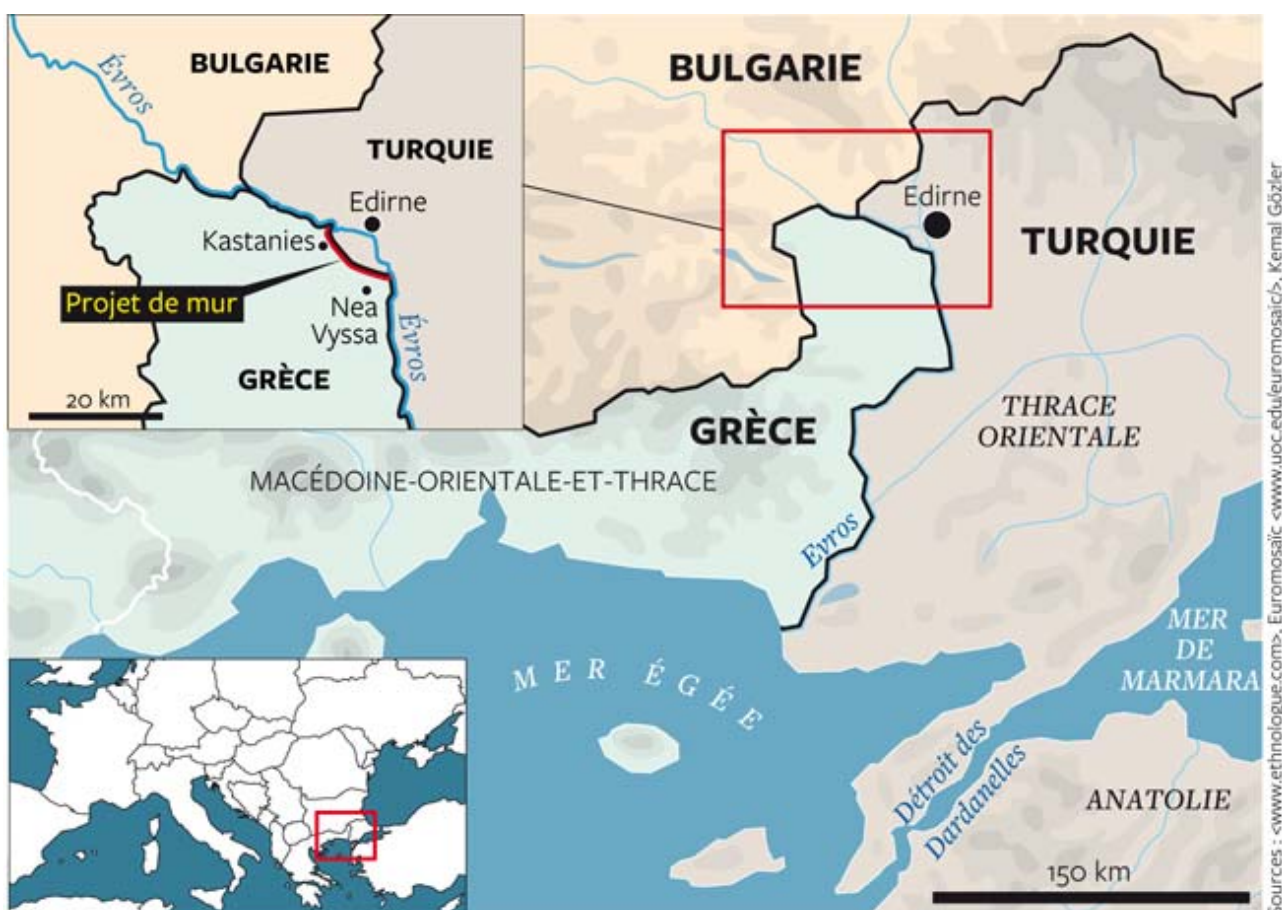 BULGARIE
Évros
TURQUIE
Edirne
Kastanies
Projet de mur
Nea
Vyssa
Évros
GRÈCE
20 km
BULGARIE
Edirne
TURQUIE
THRACE
ORIENTALE
GRÈCE
MACÉDOINE-ORIENTALE-ET-THRACE
Évros
MER
DE
MARMARA
MER ÉGÉE
Détroit des
Dardanelles
ANATOLIE
150 km
Sources : <www.ethnologue.com>, Euromosaïc <www.uoc.edu/euromosaic/>, Kemal Gözler